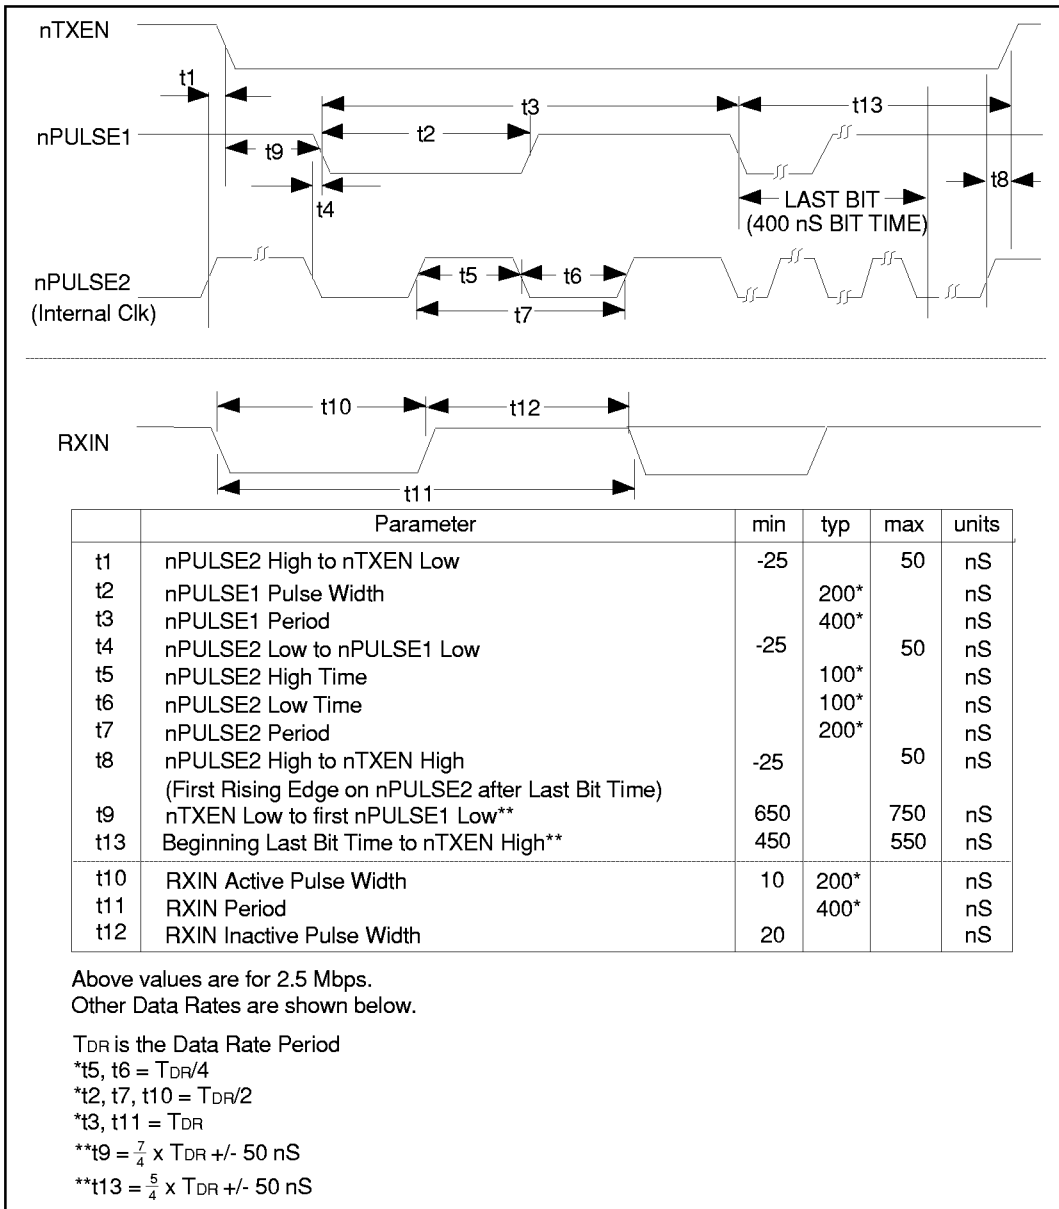 nTXEN
t1
t3
t13
nPULSE1
t2
t9
t8
t4
LAST BIT
(400 nS BIT TIME)
nPULSE2
(Internal Clk)
t5
t6
t7
t10
t12
RXIN
t11
Parameter min typ max units
t1 nPULSE2 High to nTXEN Low -25 50 nS
t2 nPULSE1 Pulse Width 200* nS
t3 nPULSE1 Period 400* nS
t4 nPULSE2 Low to nPULSE1 Low -25 50 nS
t5 nPULSE2 High Time 100* nS
t6 nPULSE2 Low Time 100* nS
t7 nPULSE2 Period 200* nS
t8 nPULSE2 High to nTXEN High -25 50 nS
(First Rising Edge on nPULSE2 after Last Bit Time)
t9 nTXEN Low to first nPULSE1 Low** 650 750 nS
t13 Beginning Last Bit Time to nTXEN High** 450 550 nS
t10 RXIN Active Pulse Width 10 200* nS
t11 RXIN Period 400* nS
t12 RXIN Inactive Pulse Width 20 nS
Above values are for 2.5 Mbps.
Other Data Rates are shown below.
TDR is the Data Rate Period
*t5, t6 = TDR/4
*t2, t7, t10 = TDR/2
*t3, t11 = TDR
**t9 = 7/4 x TDR +/- 50 nS
**t13 = 5/4 x TDR +/- 50 nS